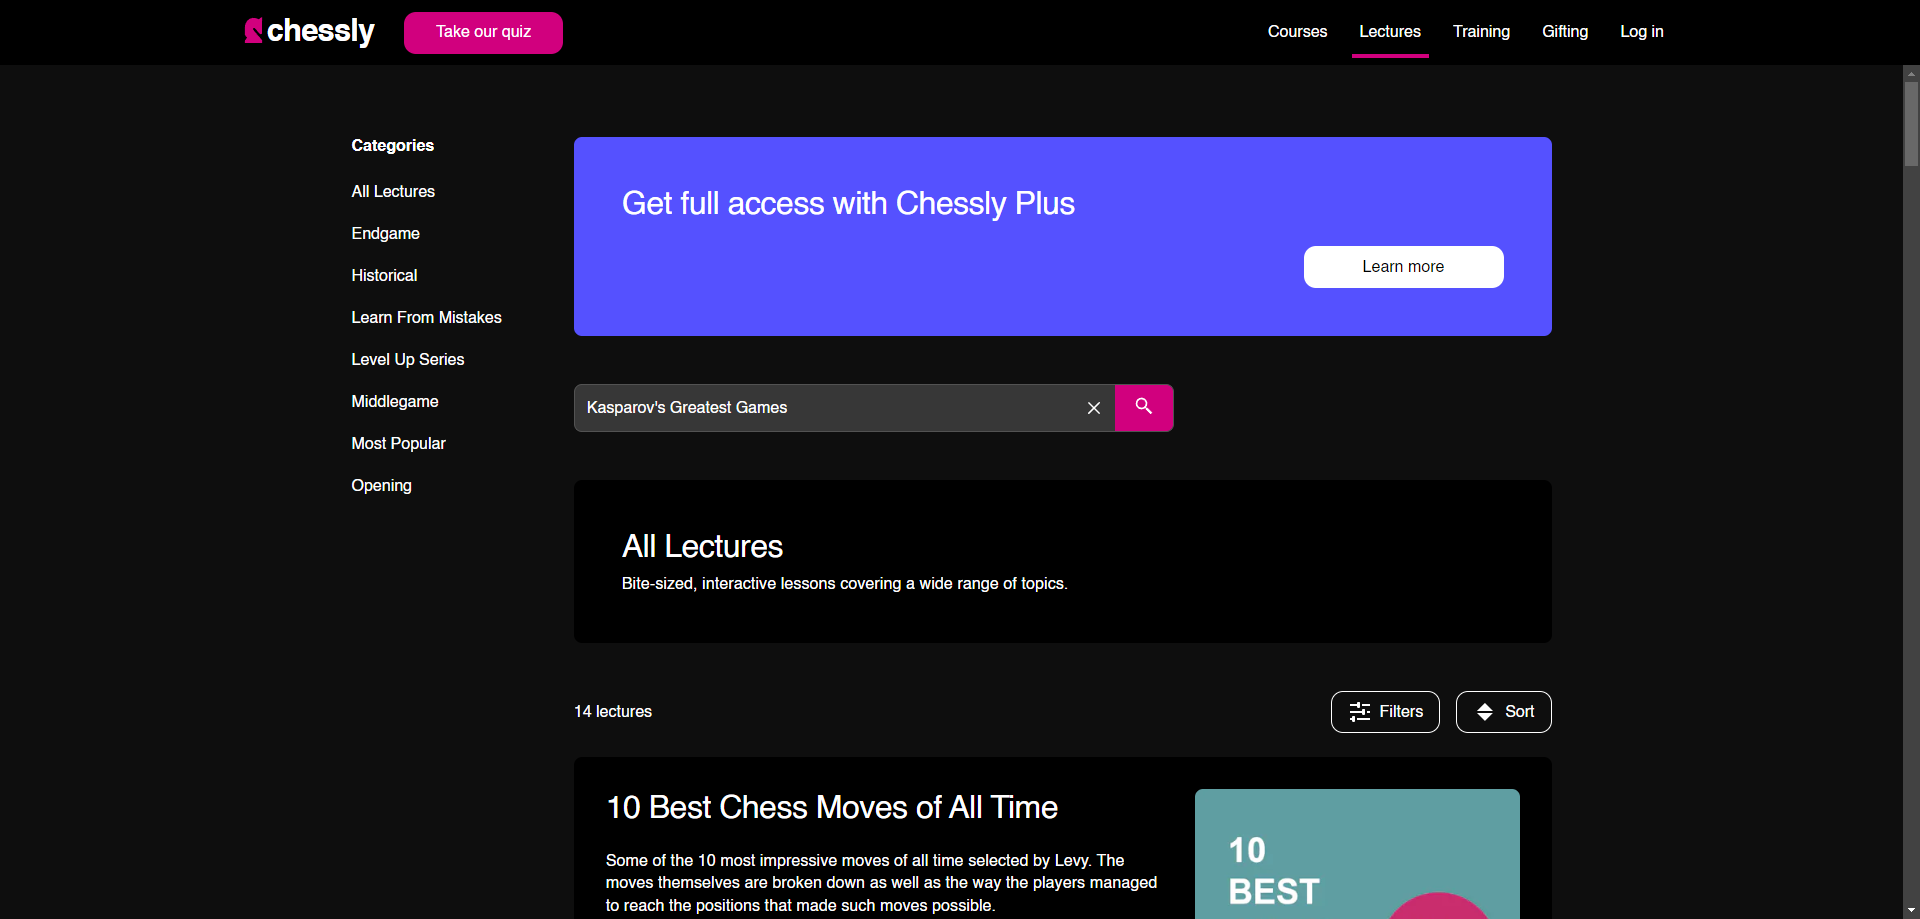 chessly
Take our quiz
Courses
Lectures
Training
Gifting
Log in
Categories
All Lectures
Endgame
Historical
Learn From Mistakes
Level Up Series
Middlegame
Most Popular
Opening
Get full access with Chessly Plus
Learn more
Kasparov's Greatest Games
All Lectures
Bite-sized, interactive lessons covering a wide range of topics.
14 lectures
Filters
Sort
10 Best Chess Moves of All Time
Some of the 10 most impressive moves of all time selected by Levy. The
moves themselves are broken down as well as the way the players managed
to reach the positions that made such moves possible.
10
BEST